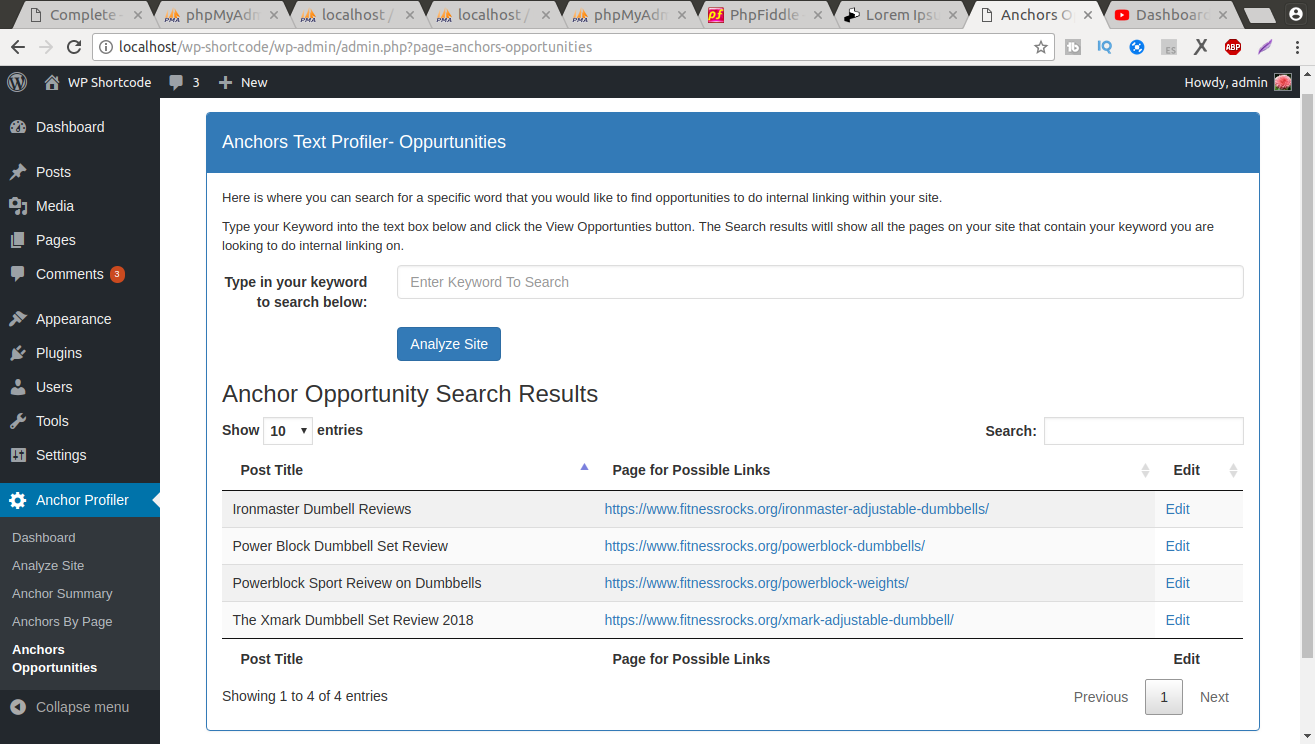 Complete - phpMyAdm localhost / localhost / phpMyAdm PhpFiddle - Lorem Ipsu Anchors O Dashboard
localhost/wp-shortcode/wp-admin/admin.php?page=anchors-opportunities
ES ABP
WP Shortcode 3 New Howdy, admin
Dashboard
Posts
Media
Pages
Comments 3
Appearance
Plugins
Users
Tools
Settings
Anchor Profiler
Dashboard
Analyze Site
Anchor Summary
Anchors By Page
Anchors
Opportunities
Collapse menu
Anchors Text Profiler- Oppurtunities
Here is where you can search for a specific word that you would like to find opportunities to do internal linking within your site.
Type your Keyword into the text box below and click the View Opportunties button. The Search results witll show all the pages on your site that contain your keyword you are
looking to do internal linking on.
Type in your keyword
to search below:
Enter Keyword To Search
Analyze Site
Anchor Opportunity Search Results
Show 10 entries Search:
Post Title Page for Possible Links Edit
Ironmaster Dumbell Reviews https://www.fitnessrocks.org/ironmaster-adjustable-dumbbells/ Edit
Power Block Dumbbell Set Review https://www.fitnessrocks.org/powerblock-dumbbells/ Edit
Powerblock Sport Reivew on Dumbbells https://www.fitnessrocks.org/powerblock-weights/ Edit
The Xmark Dumbbell Set Review 2018 https://www.fitnessrocks.org/xmark-adjustable-dumbbell/ Edit
Post Title Page for Possible Links Edit
Showing 1 to 4 of 4 entries Previous 1 Next